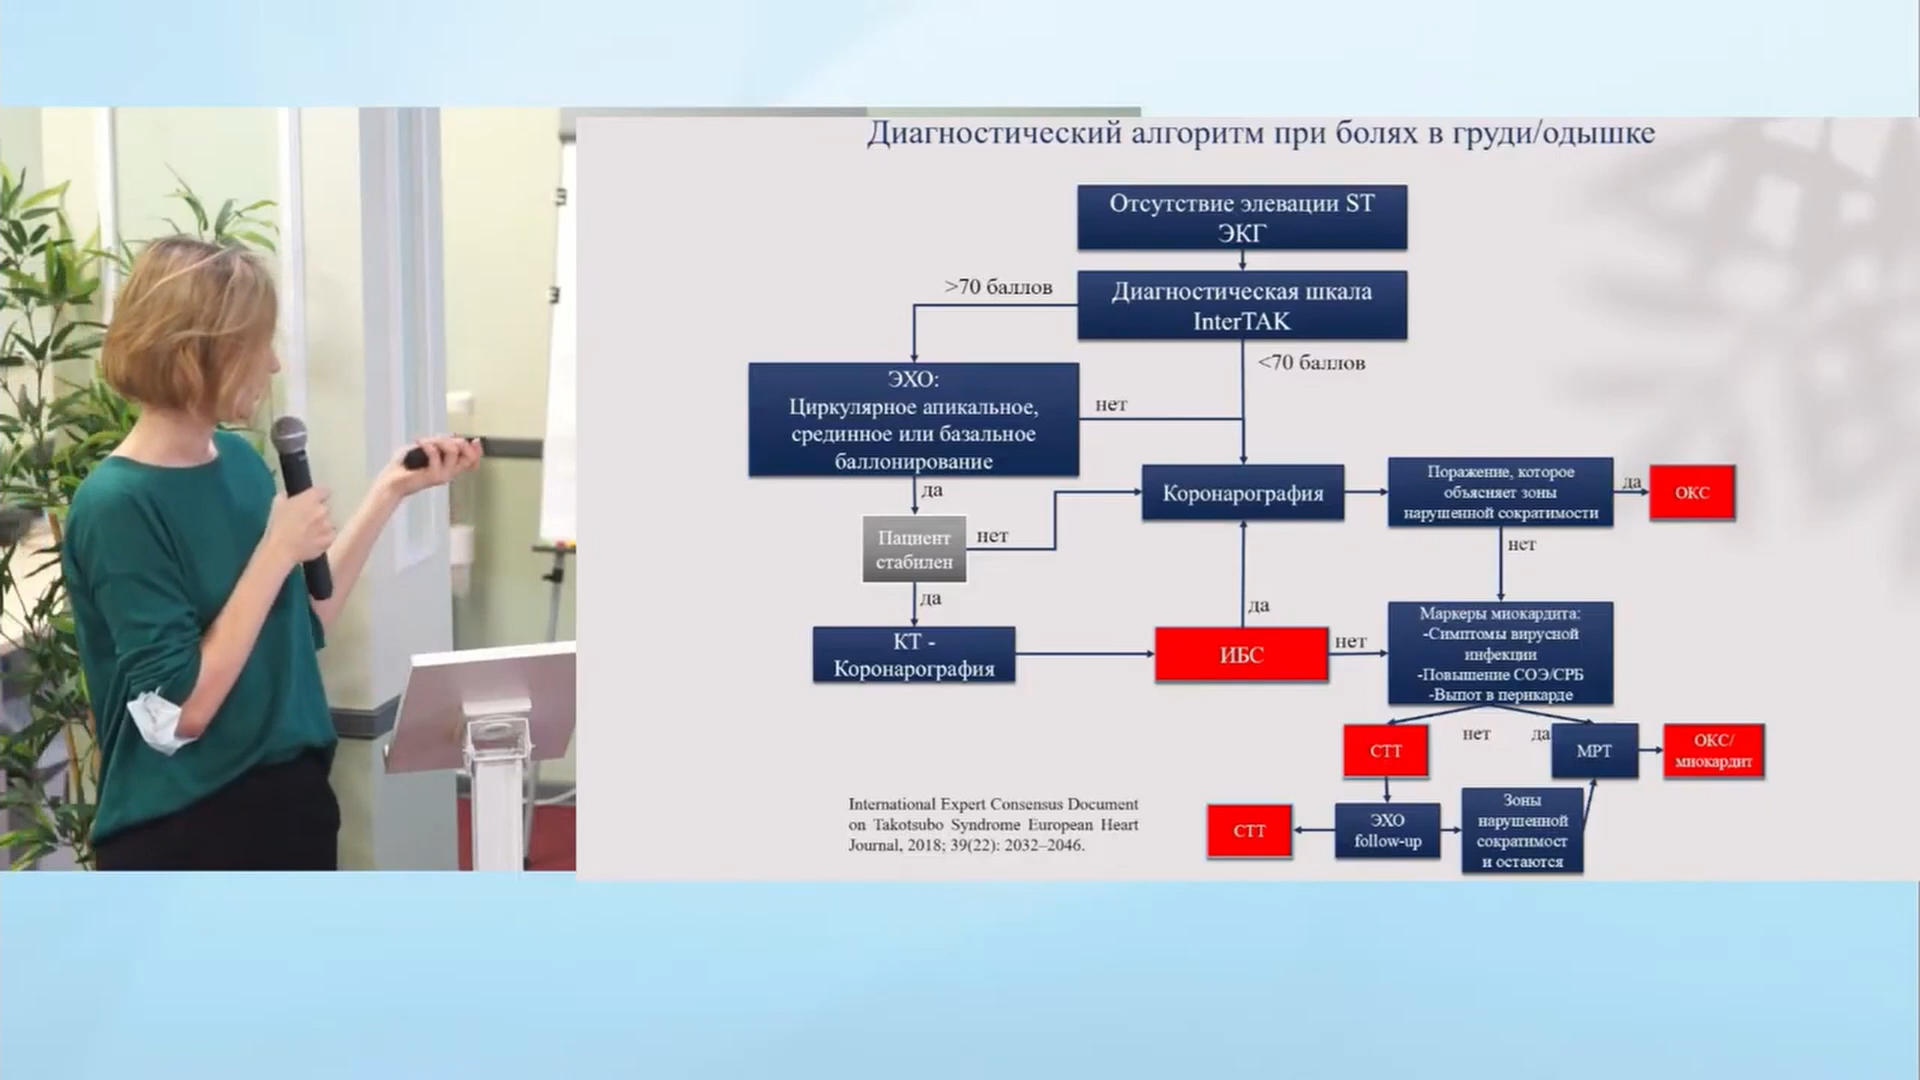 Диагностический алгоритм при болях в груди/одышке
Отсутствие элевации ST
ЭКГ
>70 баллов
Диагностическая шкала
InterTAK
<70 баллов
ЭХО:
Циркулярное апикальное,
срединное или базальное
баллонирование
нет
да
Коронарография
Поражение, которое
объясняет зоны
нарушенной сократимости
да
ОКС
Пациент
стабилен
нет
нет
да
да
КТ -
Коронарография
ИБС
нет
Маркеры миокардита:
-Симптомы вирусной
инфекции
-Повышение СОЭ/СРБ
-Выпот в перикарде
СТТ
нет
да
МРТ
ОКС/
миокардит
International Expert Consensus Document
on Takotsubo Syndrome European Heart
Journal, 2018; 39(22): 2032–2046.
СТТ
ЭХО
follow-up
Зоны
нарушенной
сократимост
и остаются